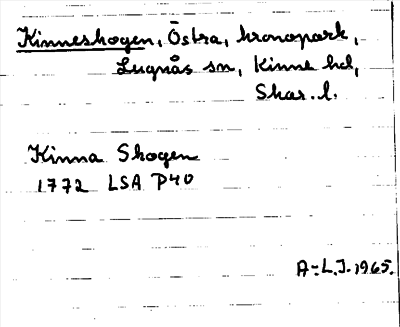 Kinneskogen, Östra, kronopark,
Lugnås sn, Kinne hd,
Skar. l.
Kinna Skogen
1772 LSA P40
A-L.J. 1965.